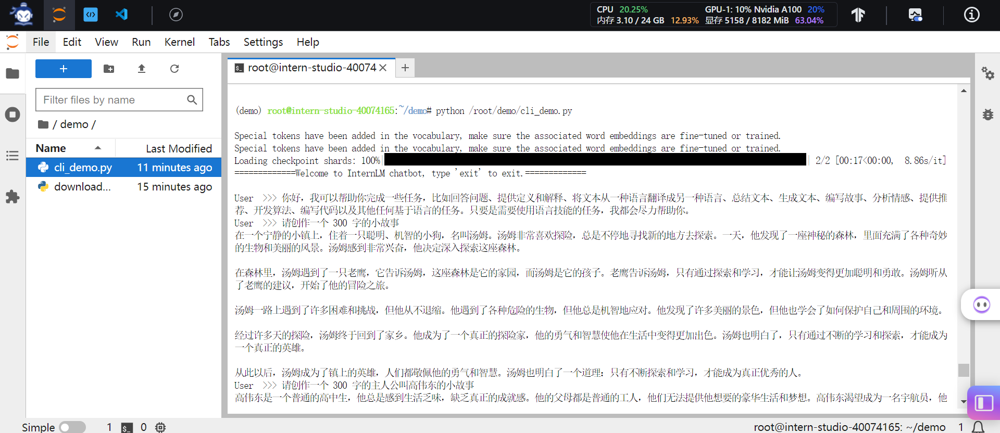 CPU 20.25% GPU-1: 10% Nvidia A100 20%
内存 3.10 / 24 GB 12.93% 显存 5158 / 8182 MiB 63.04%
File Edit View Run Kernel Tabs Settings Help
root@intern-studio-40074
Filter files by name
/ demo /
Name Last Modified
cli_demo.py 11 minutes ago
download... 15 minutes ago
(demo) root@intern-studio-40074165:~/demo# python /root/demo/cli_demo.py
Special tokens have been added in the vocabulary, make sure the associated word embeddings are fine-tuned or trained.
Special tokens have been added in the vocabulary, make sure the associated word embeddings are fine-tuned or trained.
Loading checkpoint shards: 100%| | 2/2 [00:17<00:00, 8.86s/it]
=============Welcome to InternLM chatbot, type 'exit' to exit.=============
User >>> 你好，我可以帮助你完成一些任务，比如回答问题、提供定义和解释、将文本从一种语言翻译成另一种语言、总结文本、生成文本、编写故事、分析情感、提供推
荐、开发算法、编写代码以及其他任何基于语言的任务。只要是需要使用语言技能的任务，我都会尽力帮助你。
User >>> 请创作一个 300 字的小故事
在一个宁静的小镇上，住着一只聪明、机智的小狗，名叫汤姆。汤姆非常喜欢探险，总是不停地寻找新的地方去探索。一天，他发现了一座神秘的森林，里面充满了各种奇妙
的生物和美丽的风景。汤姆感到非常兴奋，他决定深入探索这座森林。
在森林里，汤姆遇到了一只老鹰，它告诉汤姆，这座森林是它的家园，而汤姆是它的孩子。老鹰告诉汤姆，只有通过探索和学习，才能让汤姆变得更加聪明和勇敢。汤姆听从
了老鹰的建议，开始了他的冒险之旅。
汤姆一路上遇到了许多困难和挑战，但他从不退缩。他遇到了各种危险的生物，但他总是机智地应对。他发现了许多美丽的景色，但他也学会了如何保护自己和周围的环境。
经过许多天的探险，汤姆终于回到了家乡。他成为了一个真正的探险家，他的勇气和智慧使他在生活中变得更加出色。汤姆也明白了，只有通过不断的学习和探索，才能成为
一个真正的英雄。
从此以后，汤姆成为了镇上的英雄，人们都敬佩他的勇气和智慧。汤姆也明白了一个道理：只有不断探索和学习，才能成为真正优秀的人。
User >>> 请创作一个 300 字的主人公叫高伟东的小故事
高伟东是一个普通的高中生，他总是感到生活乏味，缺乏真正的成就感。他的父母都是普通的工人，他们无法提供他想要的豪华生活和梦想。高伟东渴望成为一名宇航员，他
Simple 1 0 root@intern-studio-40074165: ~/demo 1